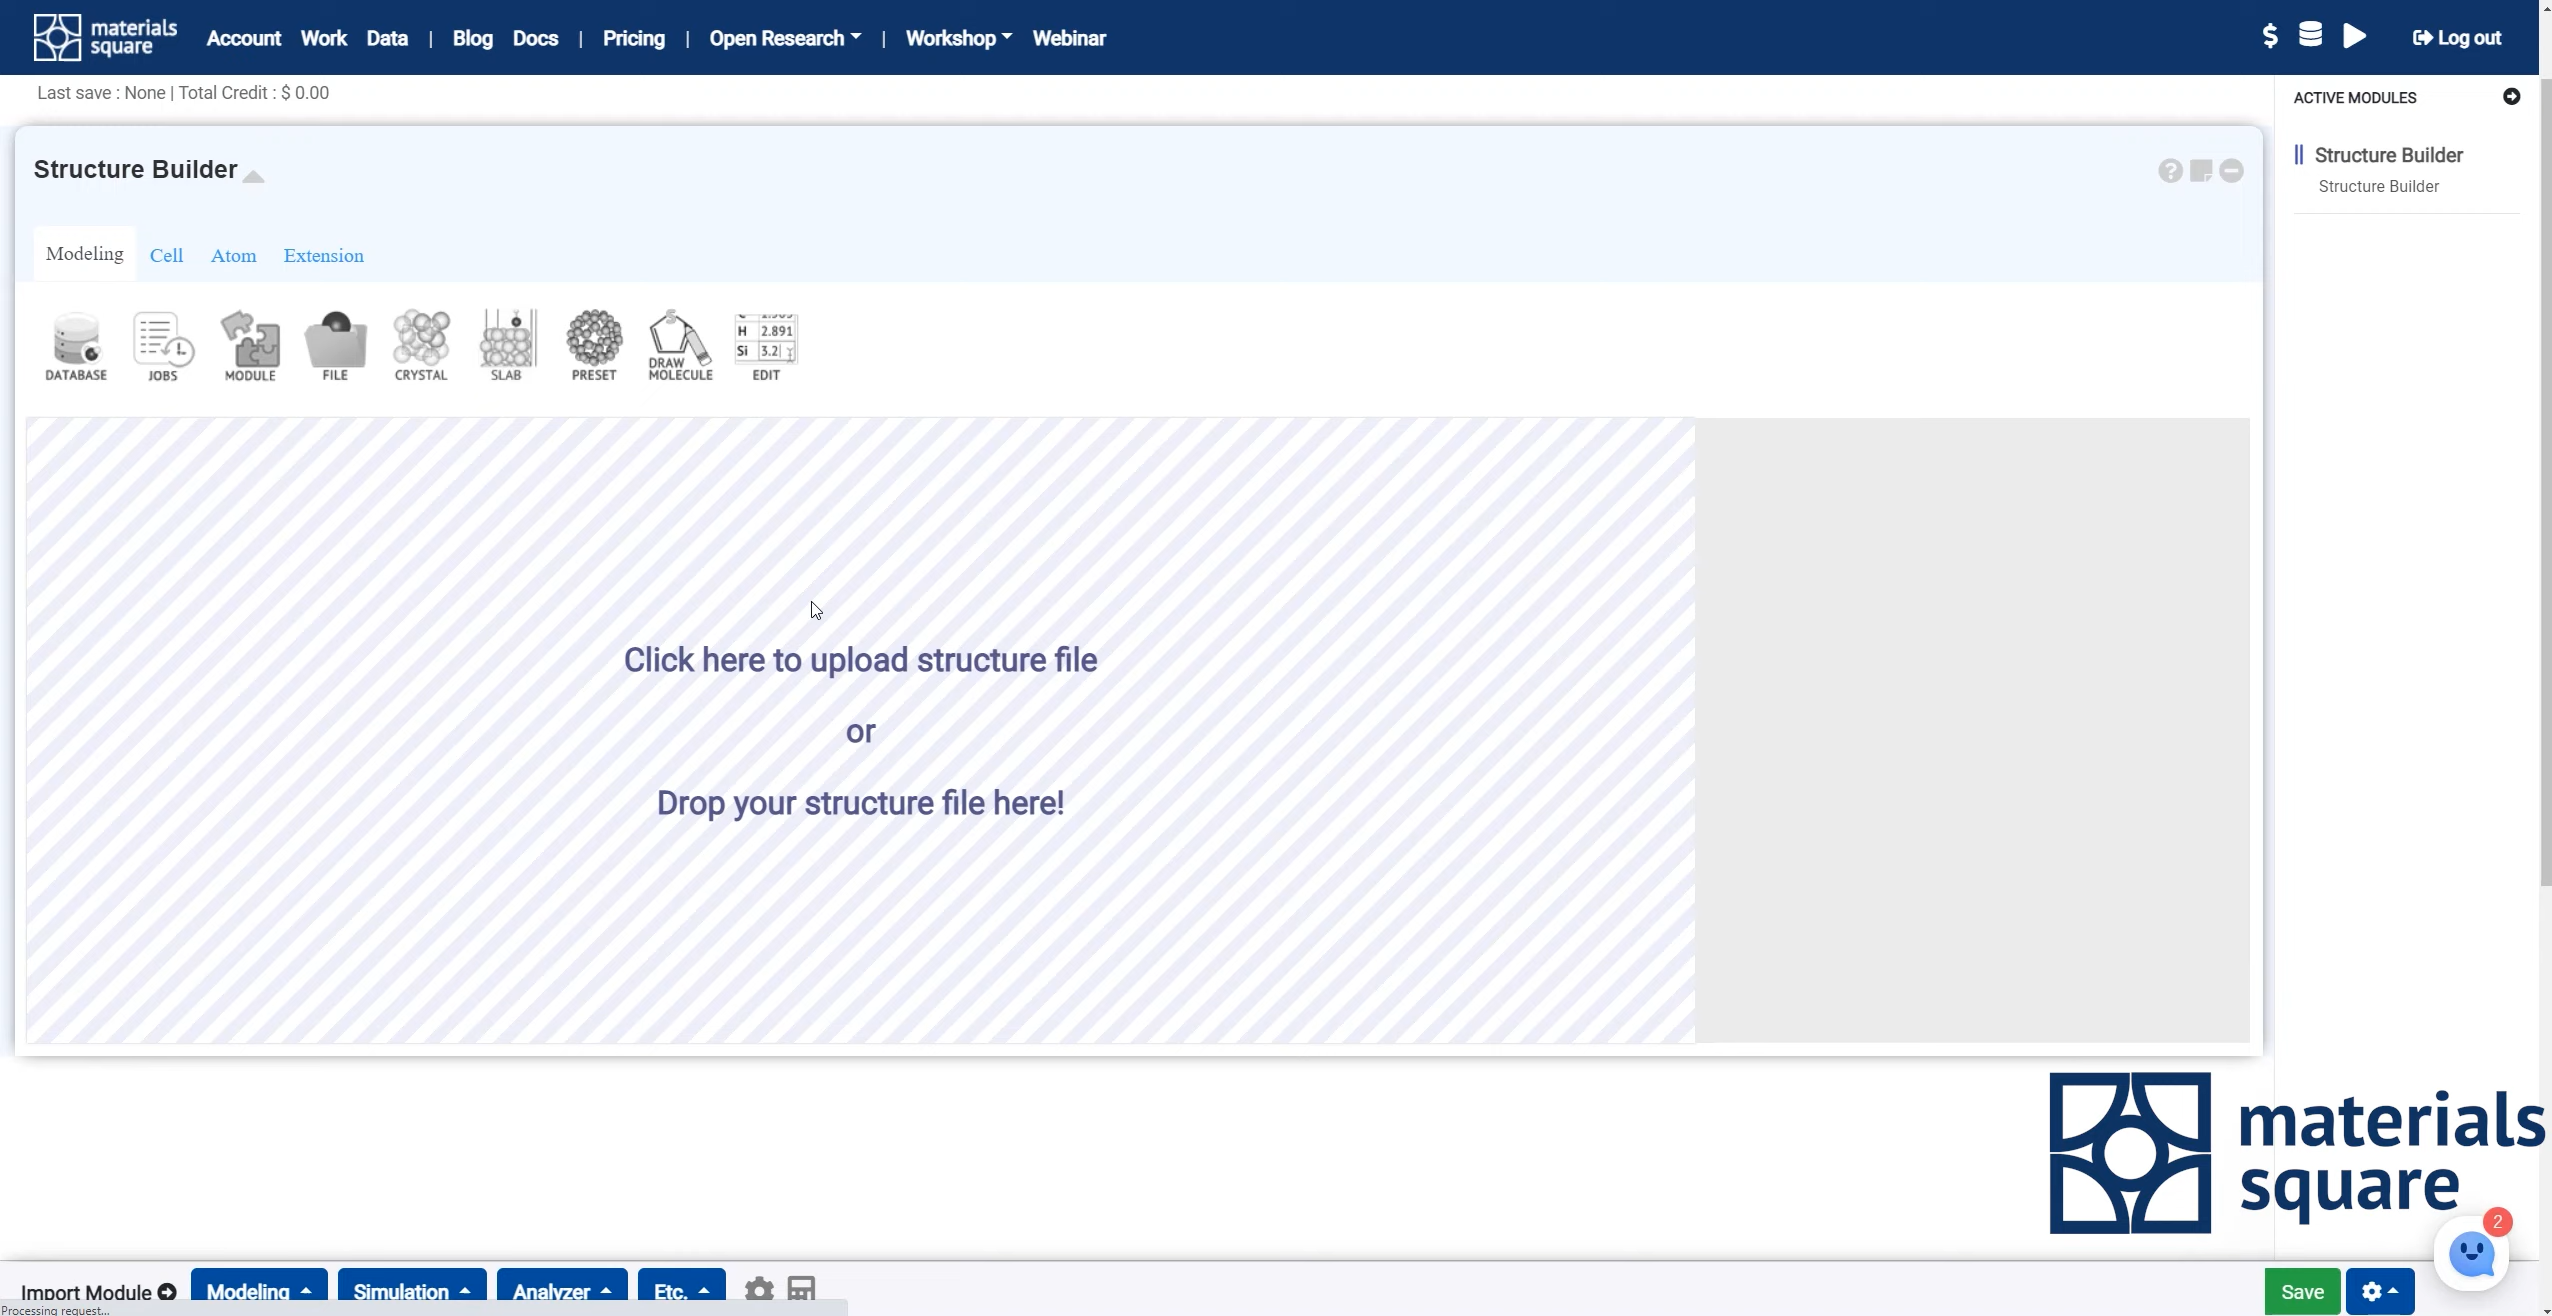 materials
square
Account Work Data | Blog Docs | Pricing | Open Research | Workshop Webinar
$ Log out
Last save : None | Total Credit : $ 0.00
ACTIVE MODULES
Structure Builder
Structure Builder
Structure Builder
Modeling Cell Atom Extension
H 2.891
Si 3.2
DATABASE JOBS MODULE FILE CRYSTAL SLAB PRESET DRAW MOLECULE EDIT
Click here to upload structure file
or
Drop your structure file here!
materials
square
2
Import Module Modeling Simulation Analyzer Etc. Save
Processing request...